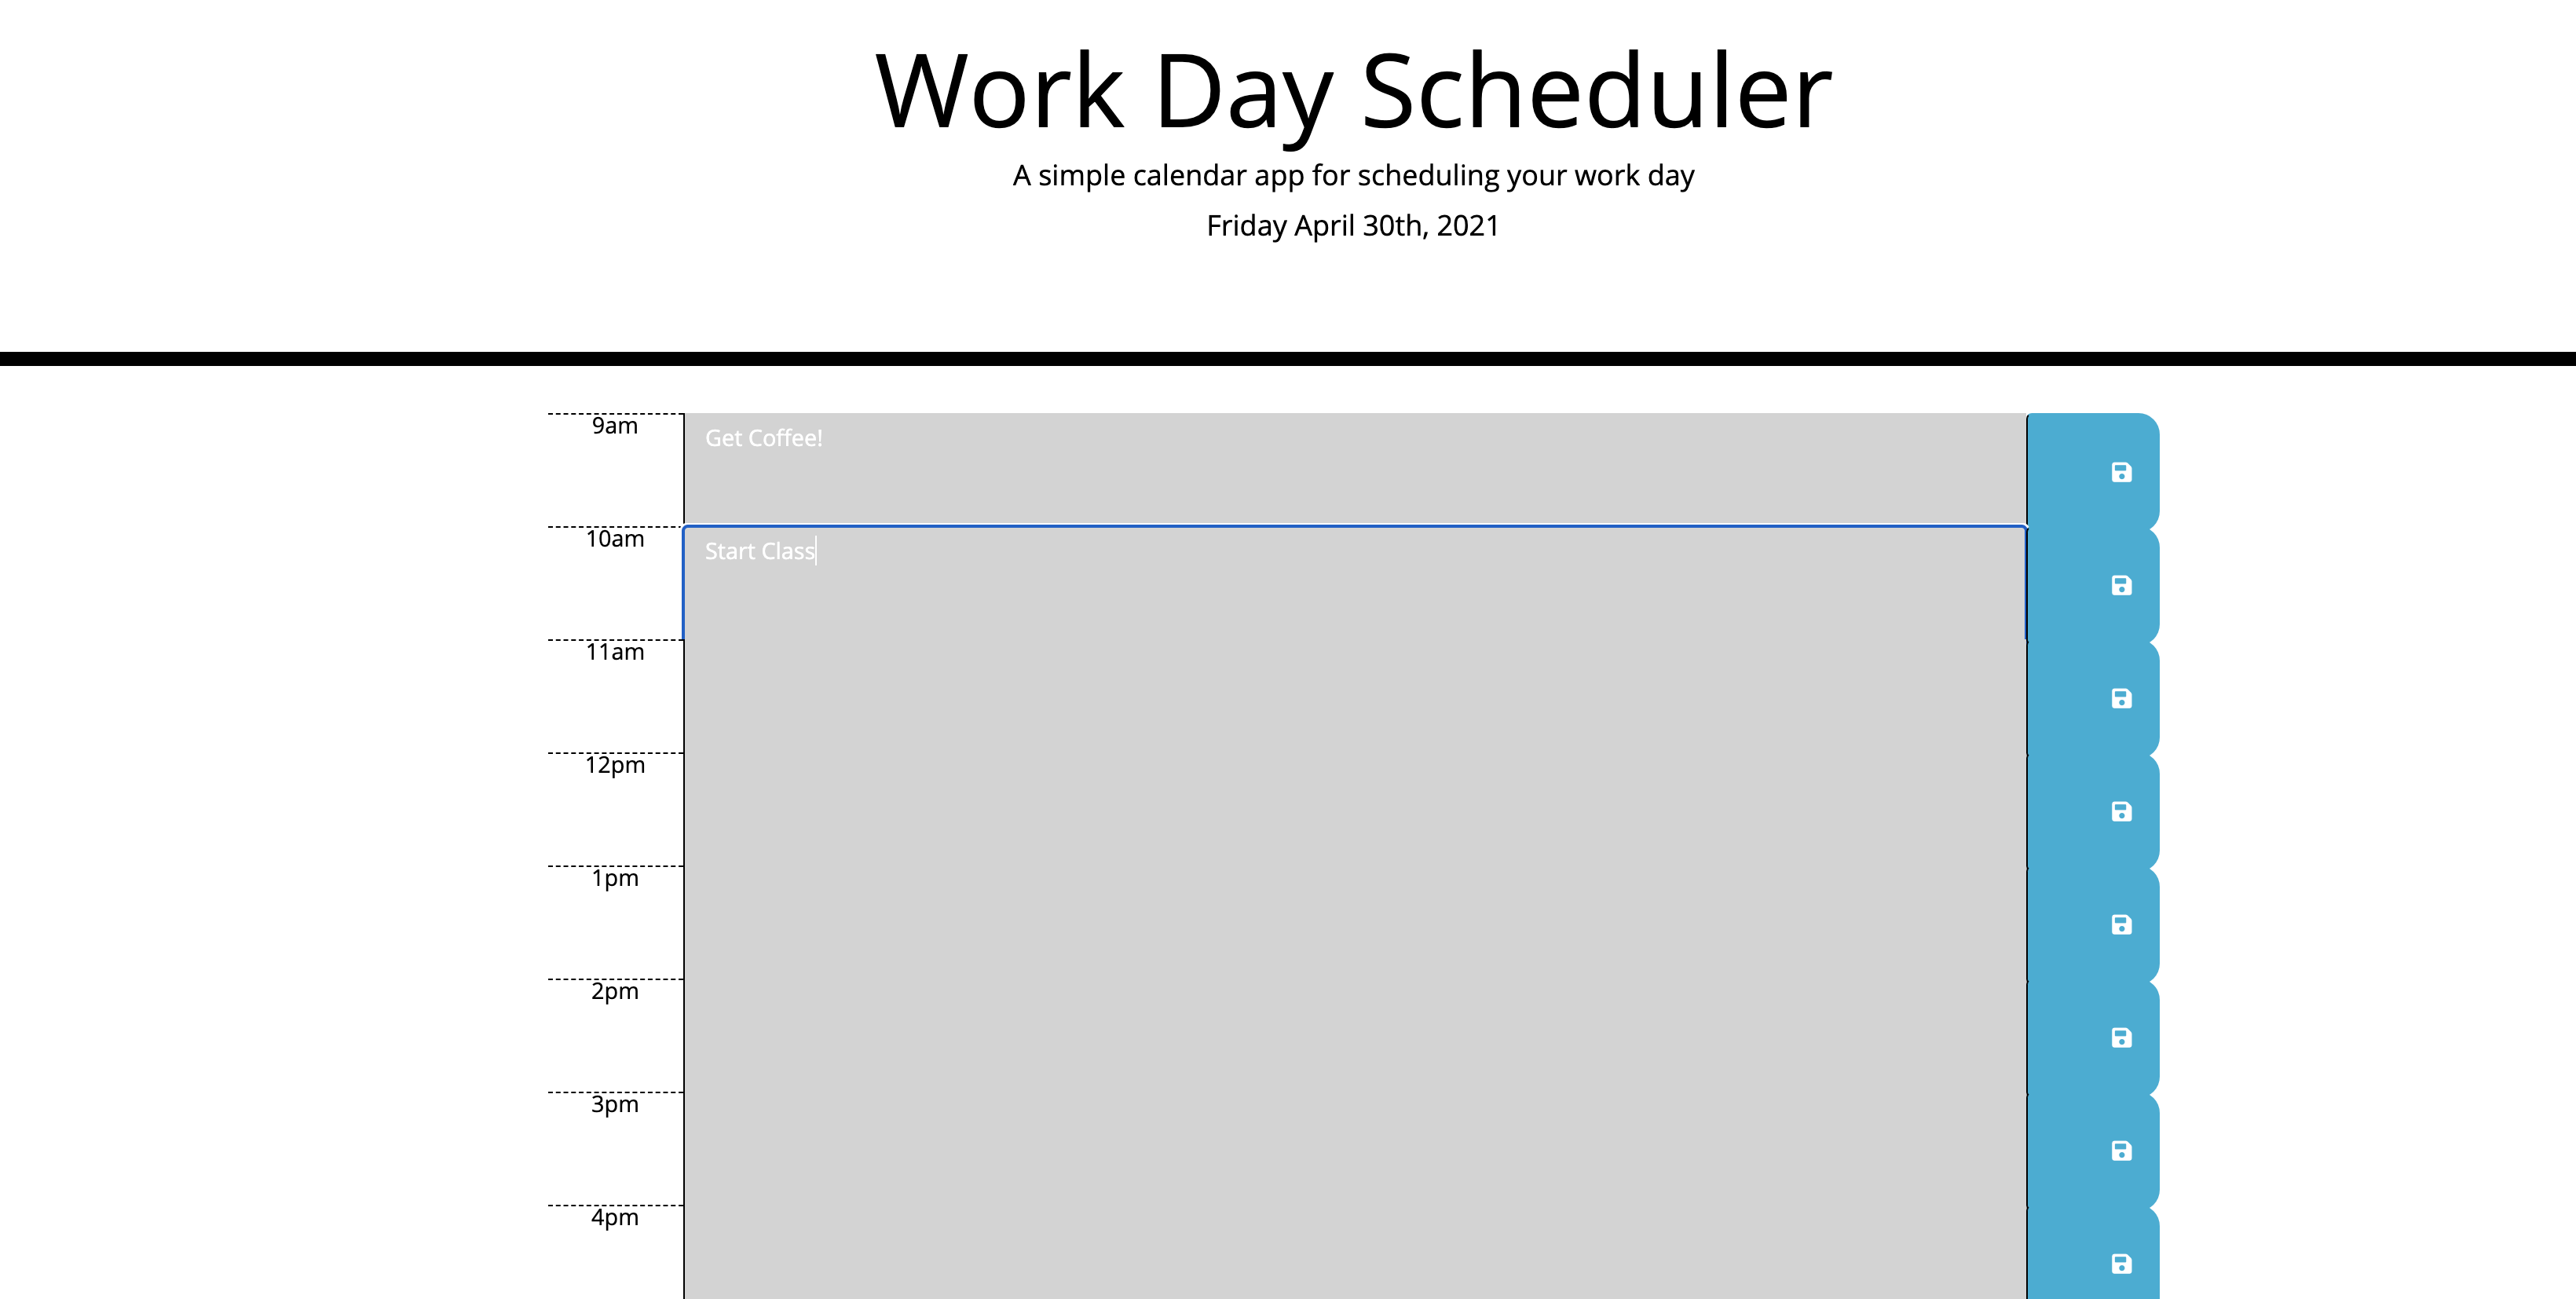 Work Day Scheduler
A simple calendar app for scheduling your work day
Friday April 30th, 2021
9am
Get Coffee!
10am
Start Class
11am
12pm
1pm
2pm
3pm
4pm